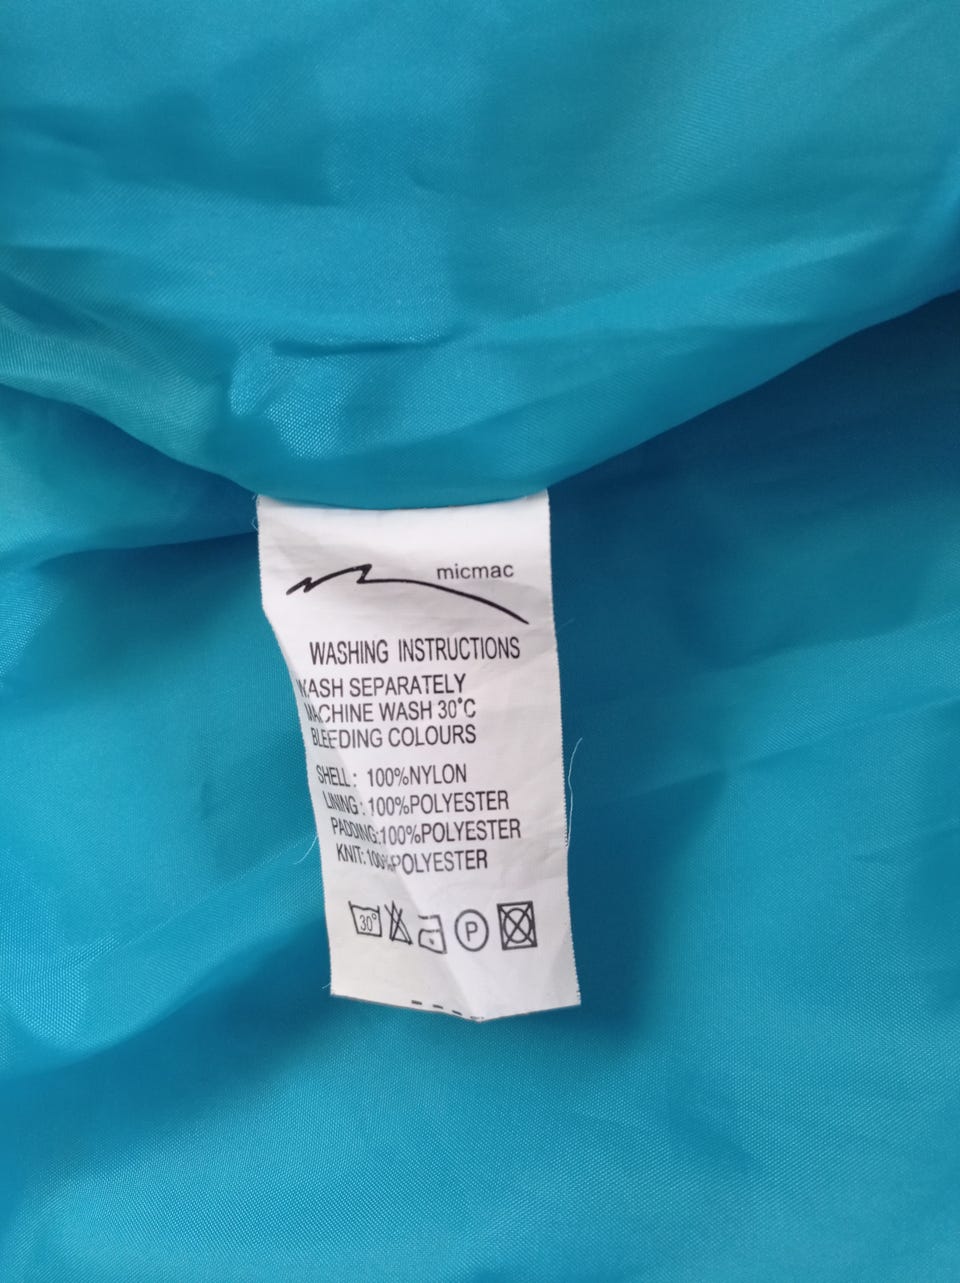 micmac
WASHING INSTRUCTIONS
WASH SEPARATELY
MACHINE WASH 30°C
BLEEDING COLOURS
SHELL: 100%NYLON
LINING: 100%POLYESTER
PADDING:100%POLYESTER
KNIT:100%POLYESTER
30° P